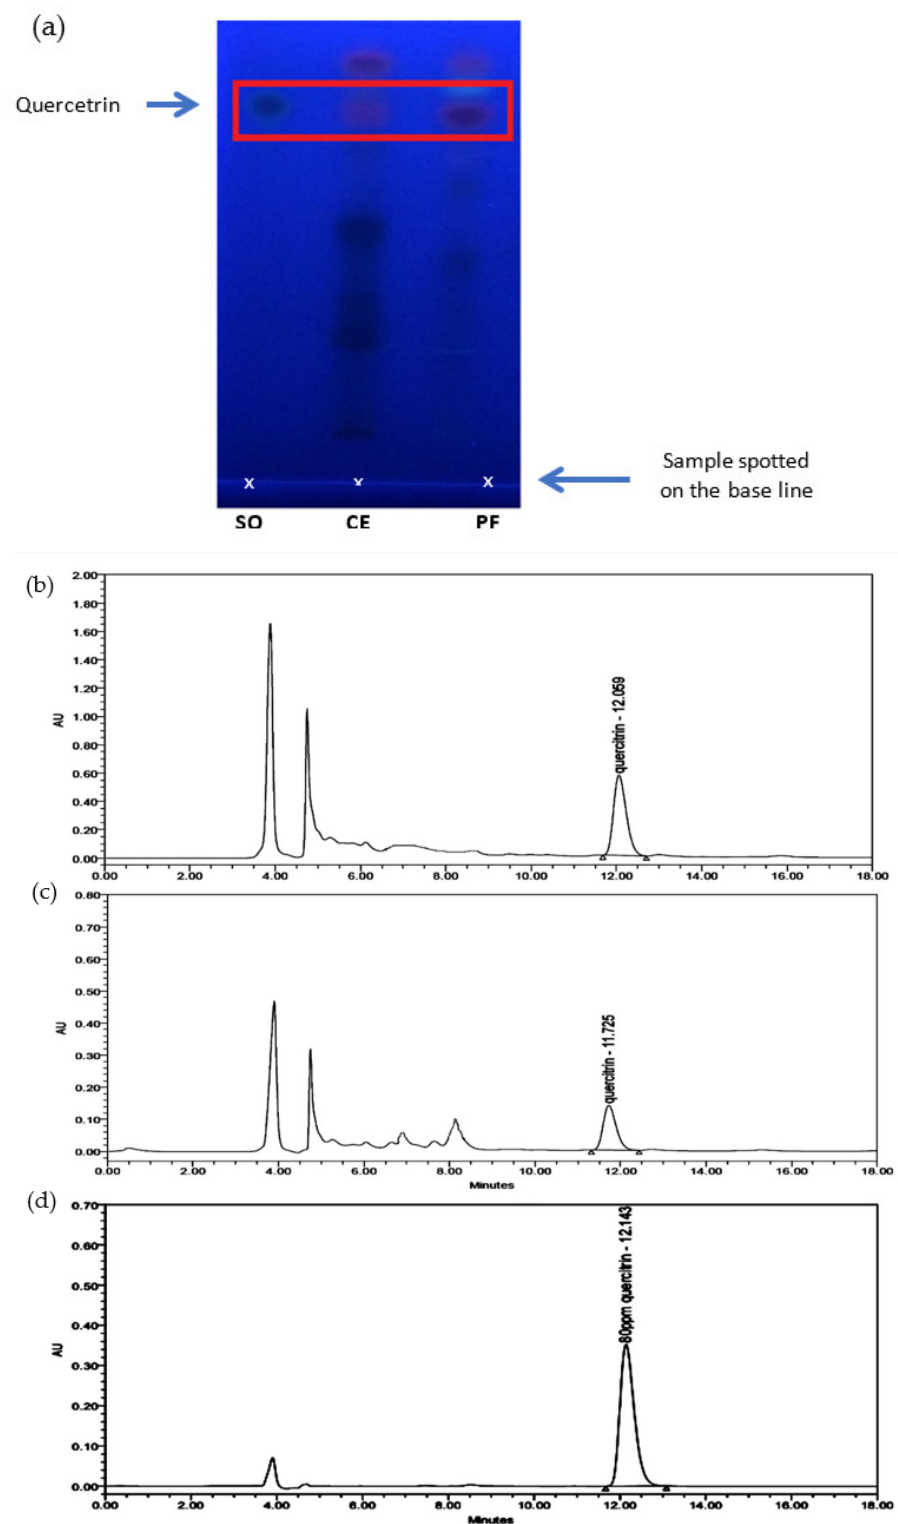 (a)
Quercetrin
x x x
Sample spotted
on the base line
SQ CE PF
(b)
2.00
1.80
1.60
1.40
1.20
1.00
0.80
0.60
0.40
0.20
0.00
AU
quercitrin - 12.059
0.00 2.00 4.00 6.00 8.00 10.00 12.00 14.00 16.00 18.00
(c)
0.80
0.70
0.60
0.50
0.40
0.30
0.20
0.10
0.00
AU
quercitrin - 11.725
0.00 2.00 4.00 6.00 8.00 10.00 12.00 14.00 16.00 18.00
Minutes
(d)
0.70
0.60
0.50
0.40
0.30
0.20
0.10
0.00
AU
80ppm quercitrin - 12.143
0.00 2.00 4.00 6.00 8.00 10.00 12.00 14.00 16.00 18.00
Minutes